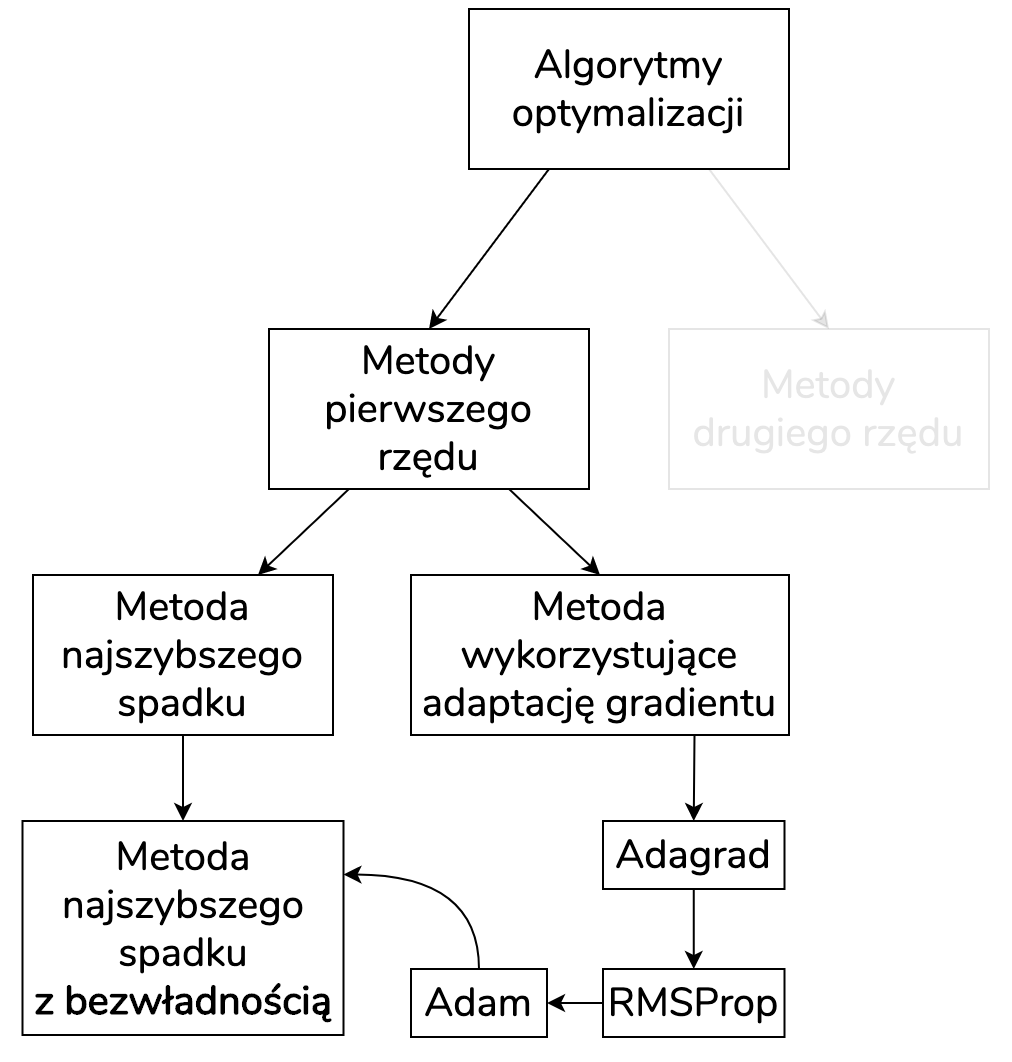 Algorytmy
optymalizacji
Metody
pierwszego
rzędu
Metody
drugiego rzędu
Metoda
najszybszego
spadku
Metoda
wykorzystujące
adaptację gradientu
Metoda
najszybszego
spadku
z bezwładnością
Adagrad
Adam
RMSProp